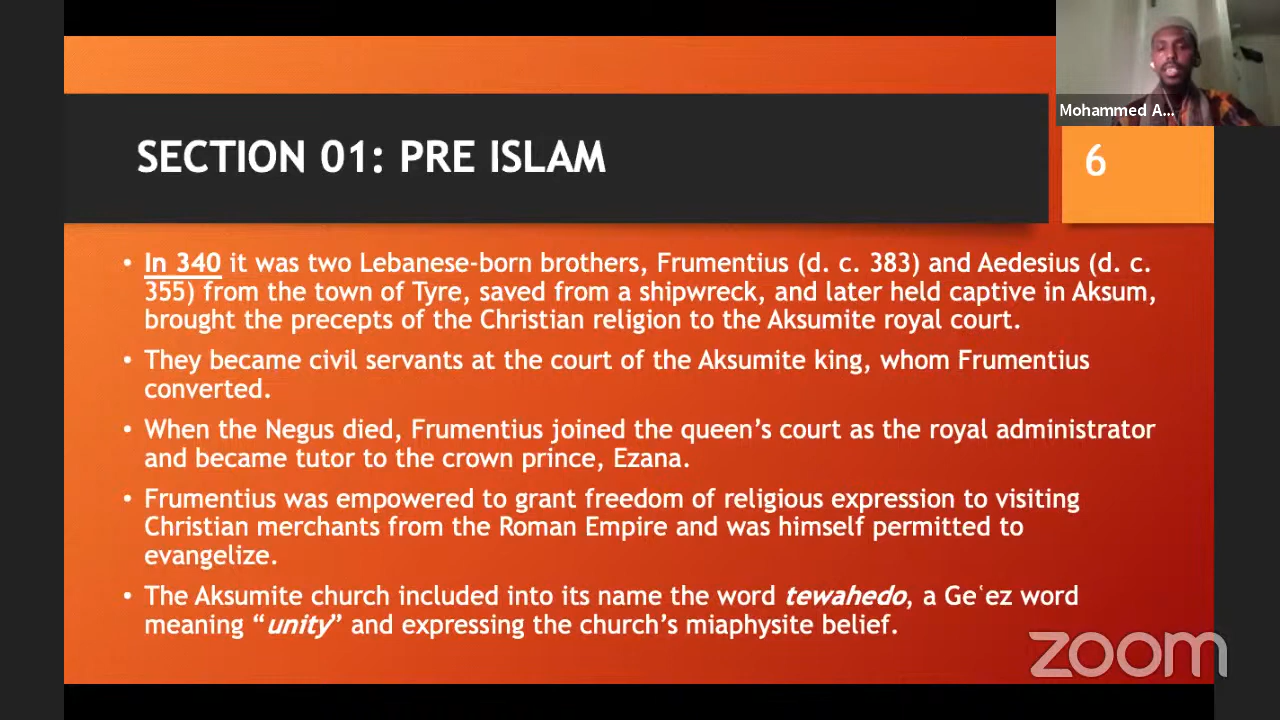 Mohammed A...
SECTION 01: PRE ISLAM
6
• In 340 it was two Lebanese-born brothers, Frumentius (d. c. 383) and Aedesius (d. c.
355) from the town of Tyre, saved from a shipwreck, and later held captive in Aksum,
brought the precepts of the Christian religion to the Aksumite royal court.
• They became civil servants at the court of the Aksumite king, whom Frumentius
converted.
• When the Negus died, Frumentius joined the queen’s court as the royal administrator
and became tutor to the crown prince, Ezana.
• Frumentius was empowered to grant freedom of religious expression to visiting
Christian merchants from the Roman Empire and was himself permitted to
evangelize.
• The Aksumite church included into its name the word tewahedo, a Geʿez word
meaning “unity” and expressing the church’s miaphysite belief.
zoom